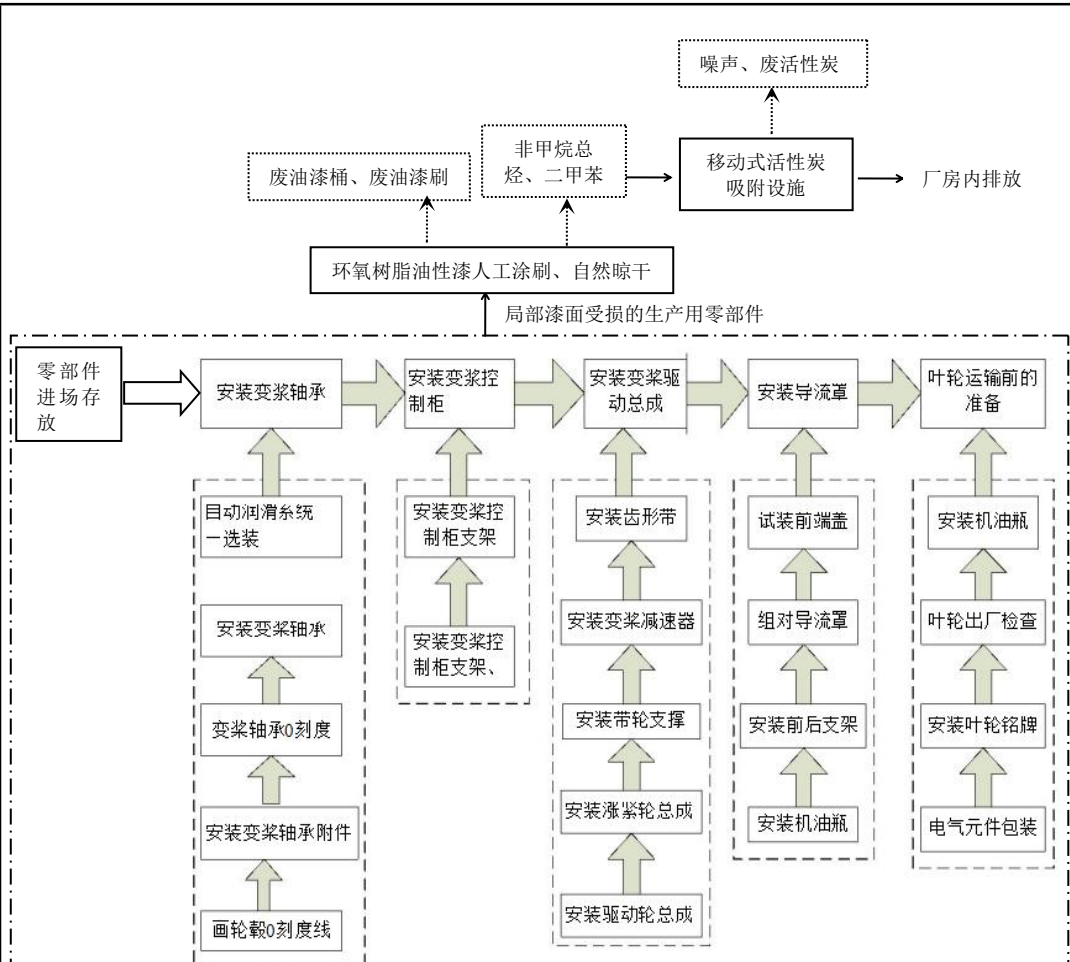 噪声、废活性炭
非甲烷总
烃、二甲苯
废油漆桶、废油漆刷
移动式活性炭
吸附设施
厂房内排放
环氧树脂油性漆人工涂刷、自然晾干
局部漆面受损的生产用零部件
零部件
进场存
放
安装变桨轴承
安装变桨控
制柜
安装变桨驱
动总成
安装导流罩
叶轮运输前的
准备
目动润滑系统
一选装
安装变桨轴承
变桨轴承0刻度
安装变桨轴承附件
画轮毂0刻度线
安装变桨控
制柜支架
安装变桨控
制柜支架、
安装齿形带
安装变桨减速器
安装带轮支撑
安装涨紧轮总成
安装驱动轮总成
试装前端盖
组对导流罩
安装前后支架
安装机油瓶
安装机油瓶
叶轮出厂检查
安装叶轮铭牌
电气元件包装